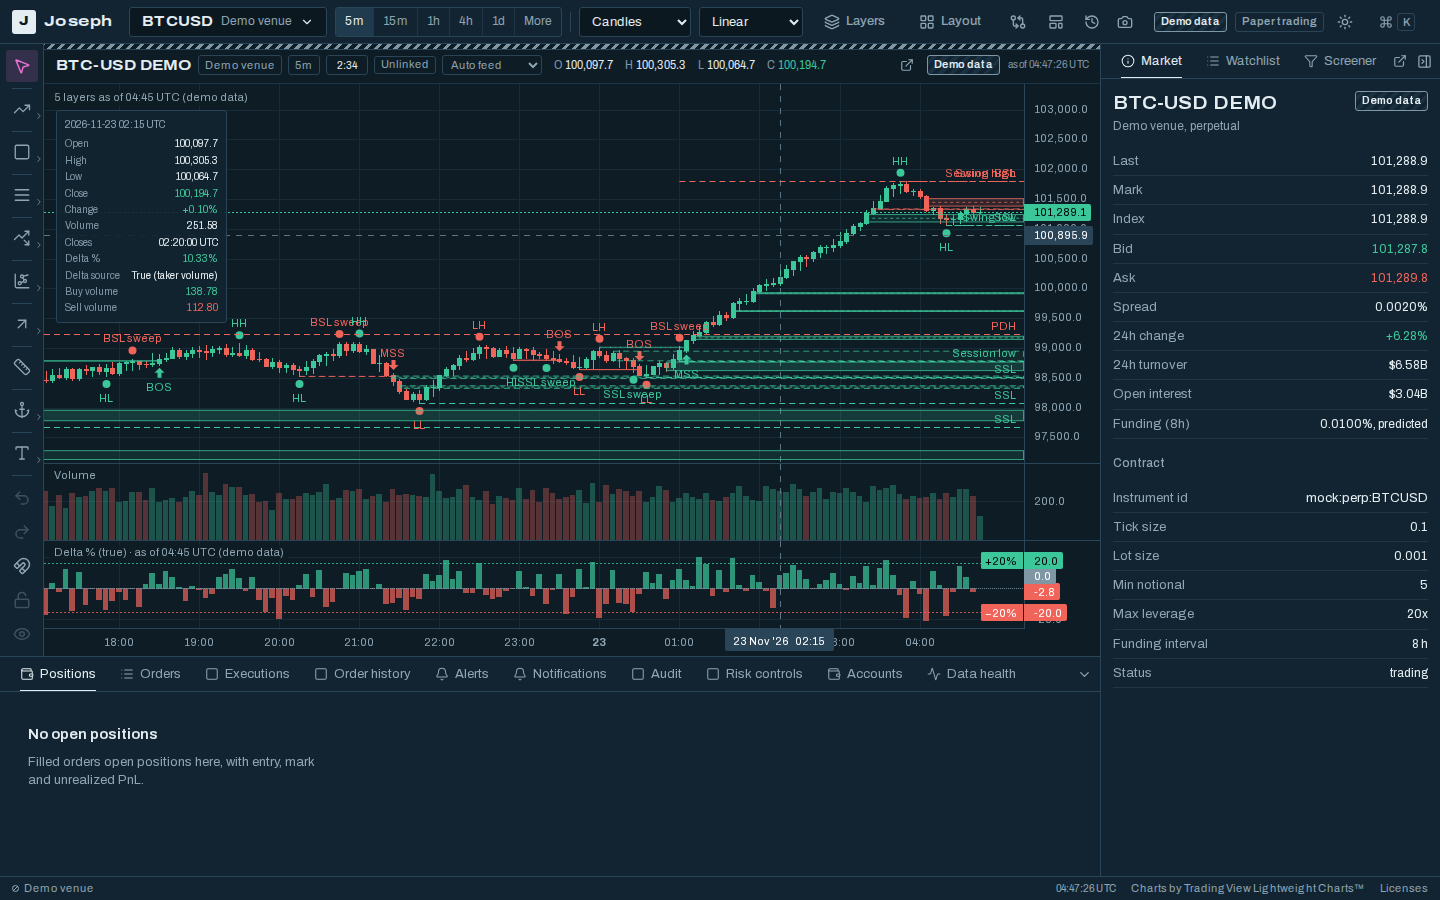 J Joseph BTCUSD Demo venue 5m 15m 1h 4h 1d More Candles Linear Layers Layout Demo data Paper trading ⌘ K
BTC-USD DEMO Demo venue 5m 2:34 Unlinked Auto feed O 100,097.7 H 100,305.3 L 100,064.7 C 100,194.7 Demo data as of 04:47:26 UTC
5 layers as of 04:45 UTC (demo data)
2026-11-23 02:15 UTC
Open 100,097.7
High 100,305.3
Low 100,064.7
Close 100,194.7
Change +0.10%
Volume 251.58
Closes 02:20:00 UTC
Delta % 10.33%
Delta source True (taker volume)
Buy volume 138.78
Sell volume 112.80
103,000.0
102,500.0
102,000.0
101,500.0
101,289.1
100,895.9
100,500.0
100,000.0
99,500.0
99,000.0
98,500.0
98,000.0
97,500.0
HH
Swing high
Swing low
HL
BSL sweep
HH
BSL sweep
HH
LH
BOS
LH
BSL sweep
PDH
BOS
MSS
Session low
BOS
MSS
SSL
HL
HL
HL
SSL sweep
LL
SSL sweep
LL
SSL
LL
SSL
Volume
200.0
Delta % (true) · as of 04:45 UTC (demo data)
+20% 20.0
0.0
-2.8
−20% -20.0
18:00 19:00 20:00 21:00 22:00 23:00 23 01:00 23 Nov '26 02:15 3:00 04:00
Positions Orders Executions Order history Alerts Notifications Audit Risk controls Accounts Data health
No open positions
Filled orders open positions here, with entry, mark
and unrealized PnL.
Market Watchlist Screener
BTC-USD DEMO Demo data
Demo venue, perpetual
Last 101,288.9
Mark 101,288.9
Index 101,288.9
Bid 101,287.8
Ask 101,289.8
Spread 0.0020%
24h change +6.28%
24h turnover $6.58B
Open interest $3.04B
Funding (8h) 0.0100%, predicted
Contract
Instrument id mock:perp:BTCUSD
Tick size 0.1
Lot size 0.001
Min notional 5
Max leverage 20x
Funding interval 8 h
Status trading
Demo venue 04:47:26 UTC Charts by TradingView Lightweight Charts™ Licenses